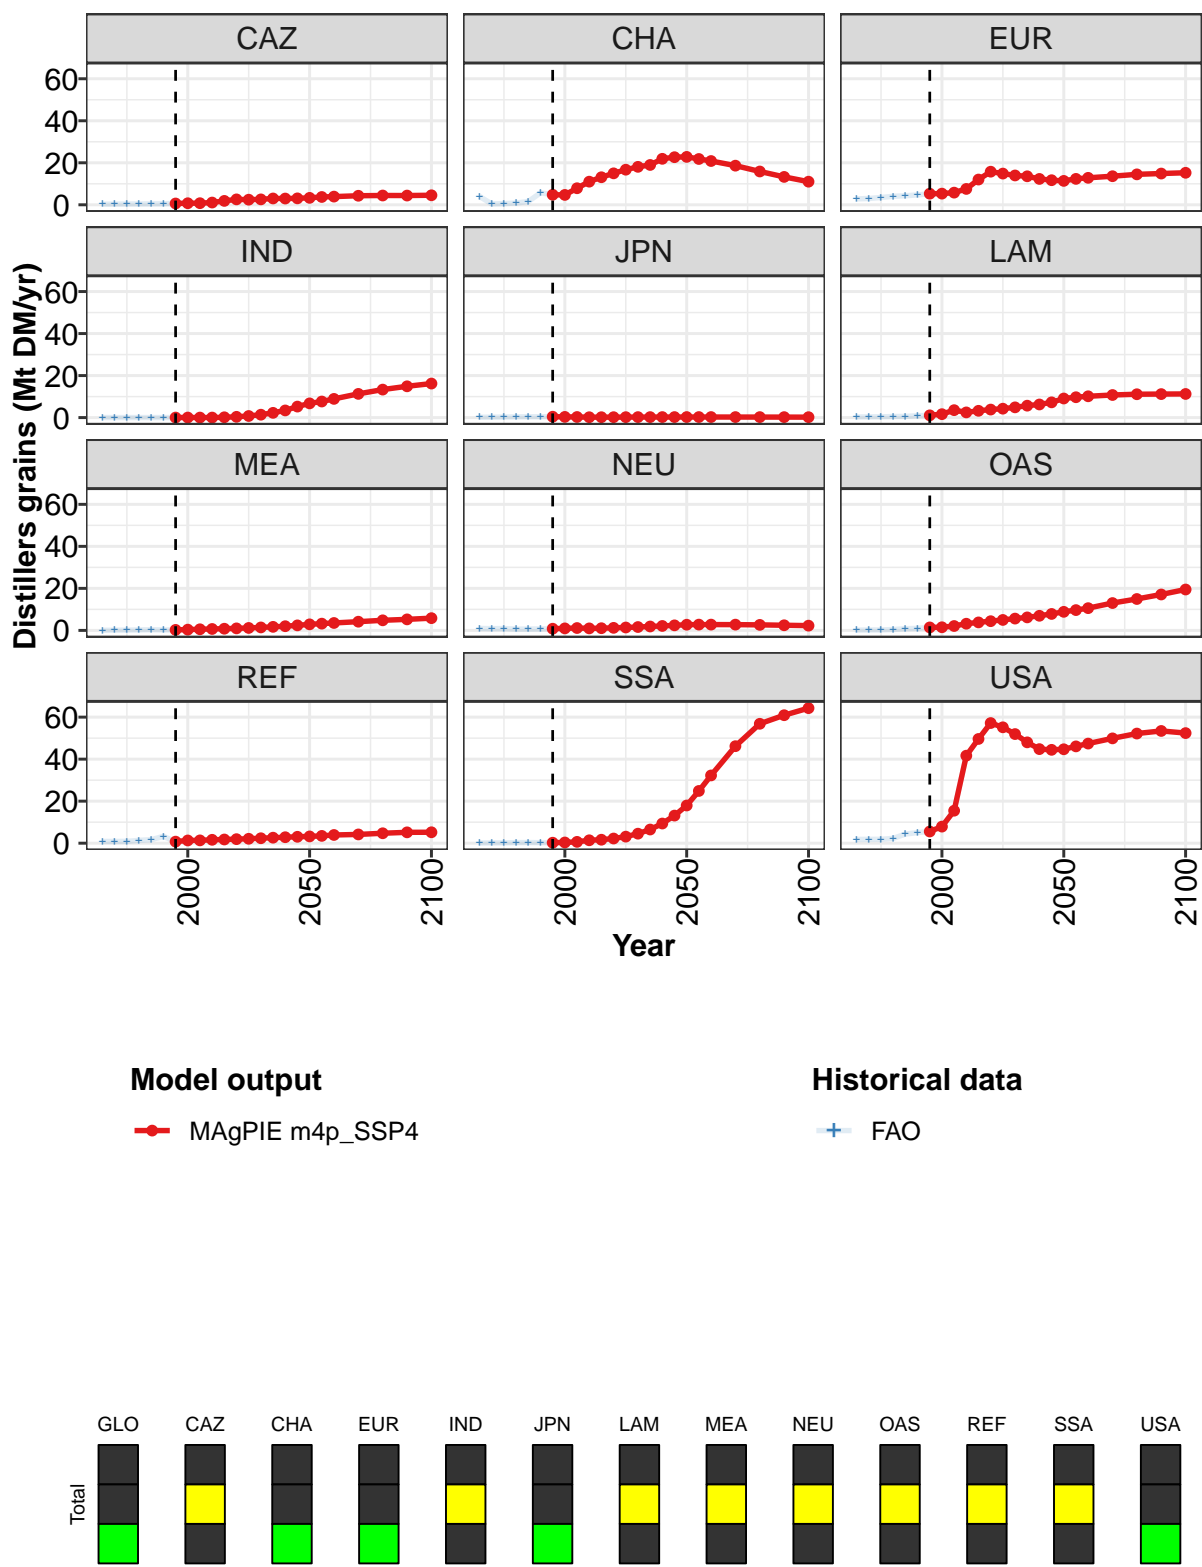 CAZ CHA EUR
60
40
20
0
IND JPN LAM
60
40
20
0
Distillers grains (Mt DM/yr)
MEA NEU OAS
60
40
20
0
REF SSA USA
60
40
20
0
2000 2050 2100 2000 2050 2100 2000 2050 2100
Year
Model output Historical data
MAgPIE m4p_SSP4 FAO
GLO CAZ CHA EUR IND JPN LAM MEA NEU OAS REF SSA USA
Total